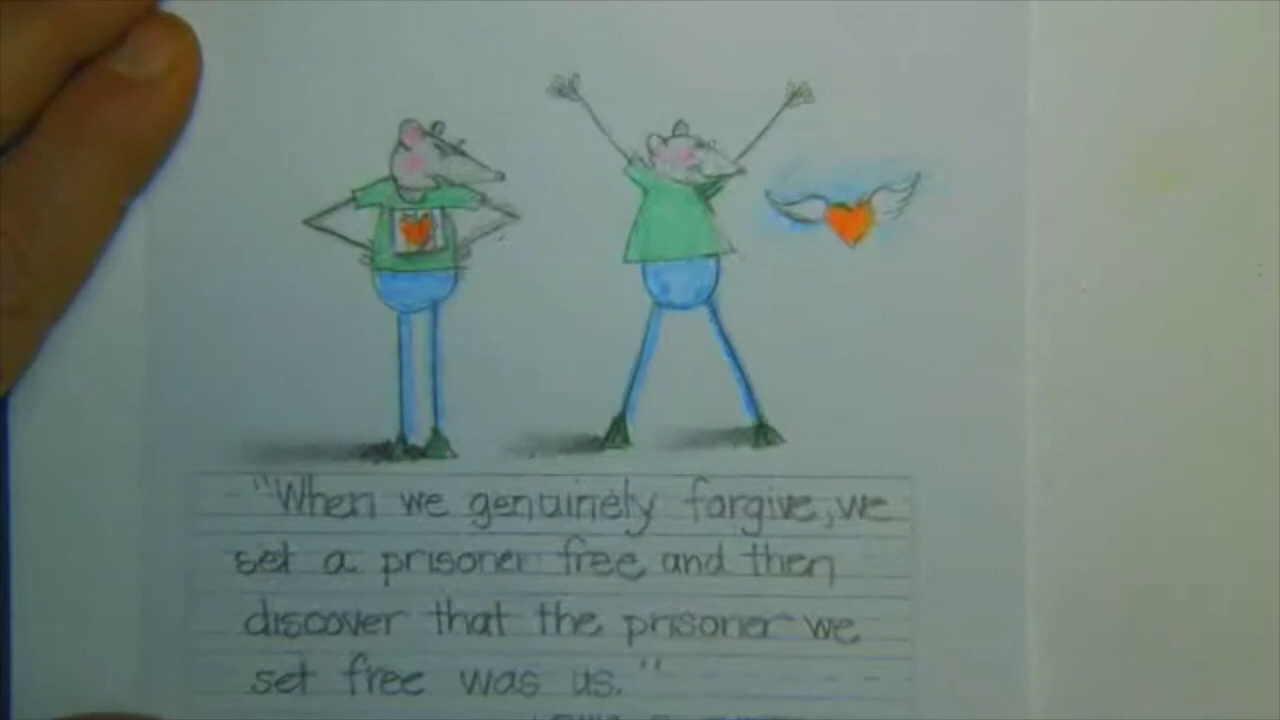 "When we genuinely forgive, we
set a prisoner free and then
discover that the prisoner we
set free was us."